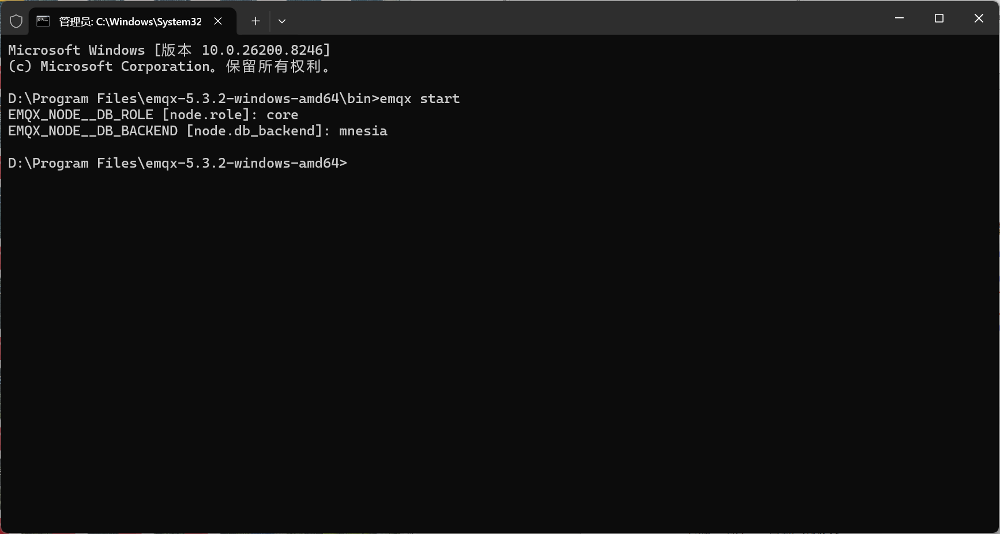 管理员: C:\Windows\System32
Microsoft Windows [版本 10.0.26200.8246]
(c) Microsoft Corporation。保留所有权利。
D:\Program Files\emqx-5.3.2-windows-amd64\bin>emqx start
EMQX_NODE__DB_ROLE [node.role]: core
EMQX_NODE__DB_BACKEND [node.db_backend]: mnesia
D:\Program Files\emqx-5.3.2-windows-amd64>